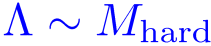 Λ ∼ M_hard